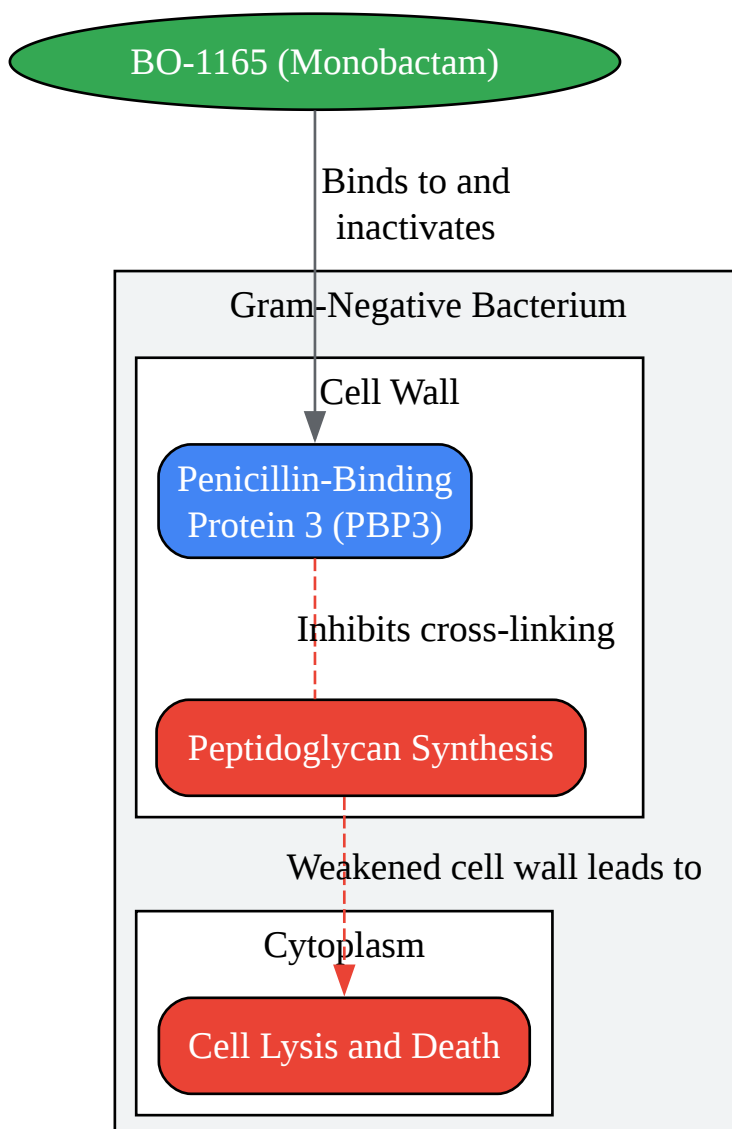 BO-1165 (Monobactam)
Binds to and
inactivates
Gram-Negative Bacterium
Cell Wall
Penicillin-Binding
Protein 3 (PBP3)
Inhibits cross-linking
Peptidoglycan Synthesis
Weakened cell wall leads to
Cytoplasm
Cell Lysis and Death